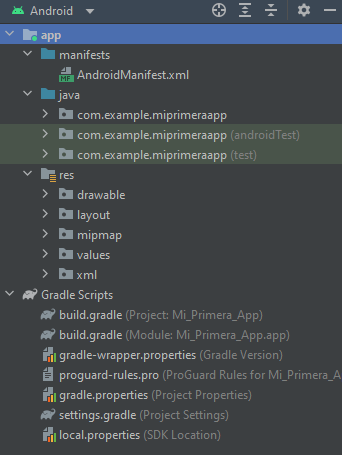 Android
app
manifests
AndroidManifest.xml
java
com.example.miprimeraapp
com.example.miprimeraapp (androidTest)
com.example.miprimeraapp (test)
res
drawable
layout
mipmap
values
xml
Gradle Scripts
build.gradle (Project: Mi_Primera_App)
build.gradle (Module: Mi_Primera_App.app)
gradle-wrapper.properties (Gradle Version)
proguard-rules.pro (ProGuard Rules for Mi_Primera_A
gradle.properties (Project Properties)
settings.gradle (Project Settings)
local.properties (SDK Location)